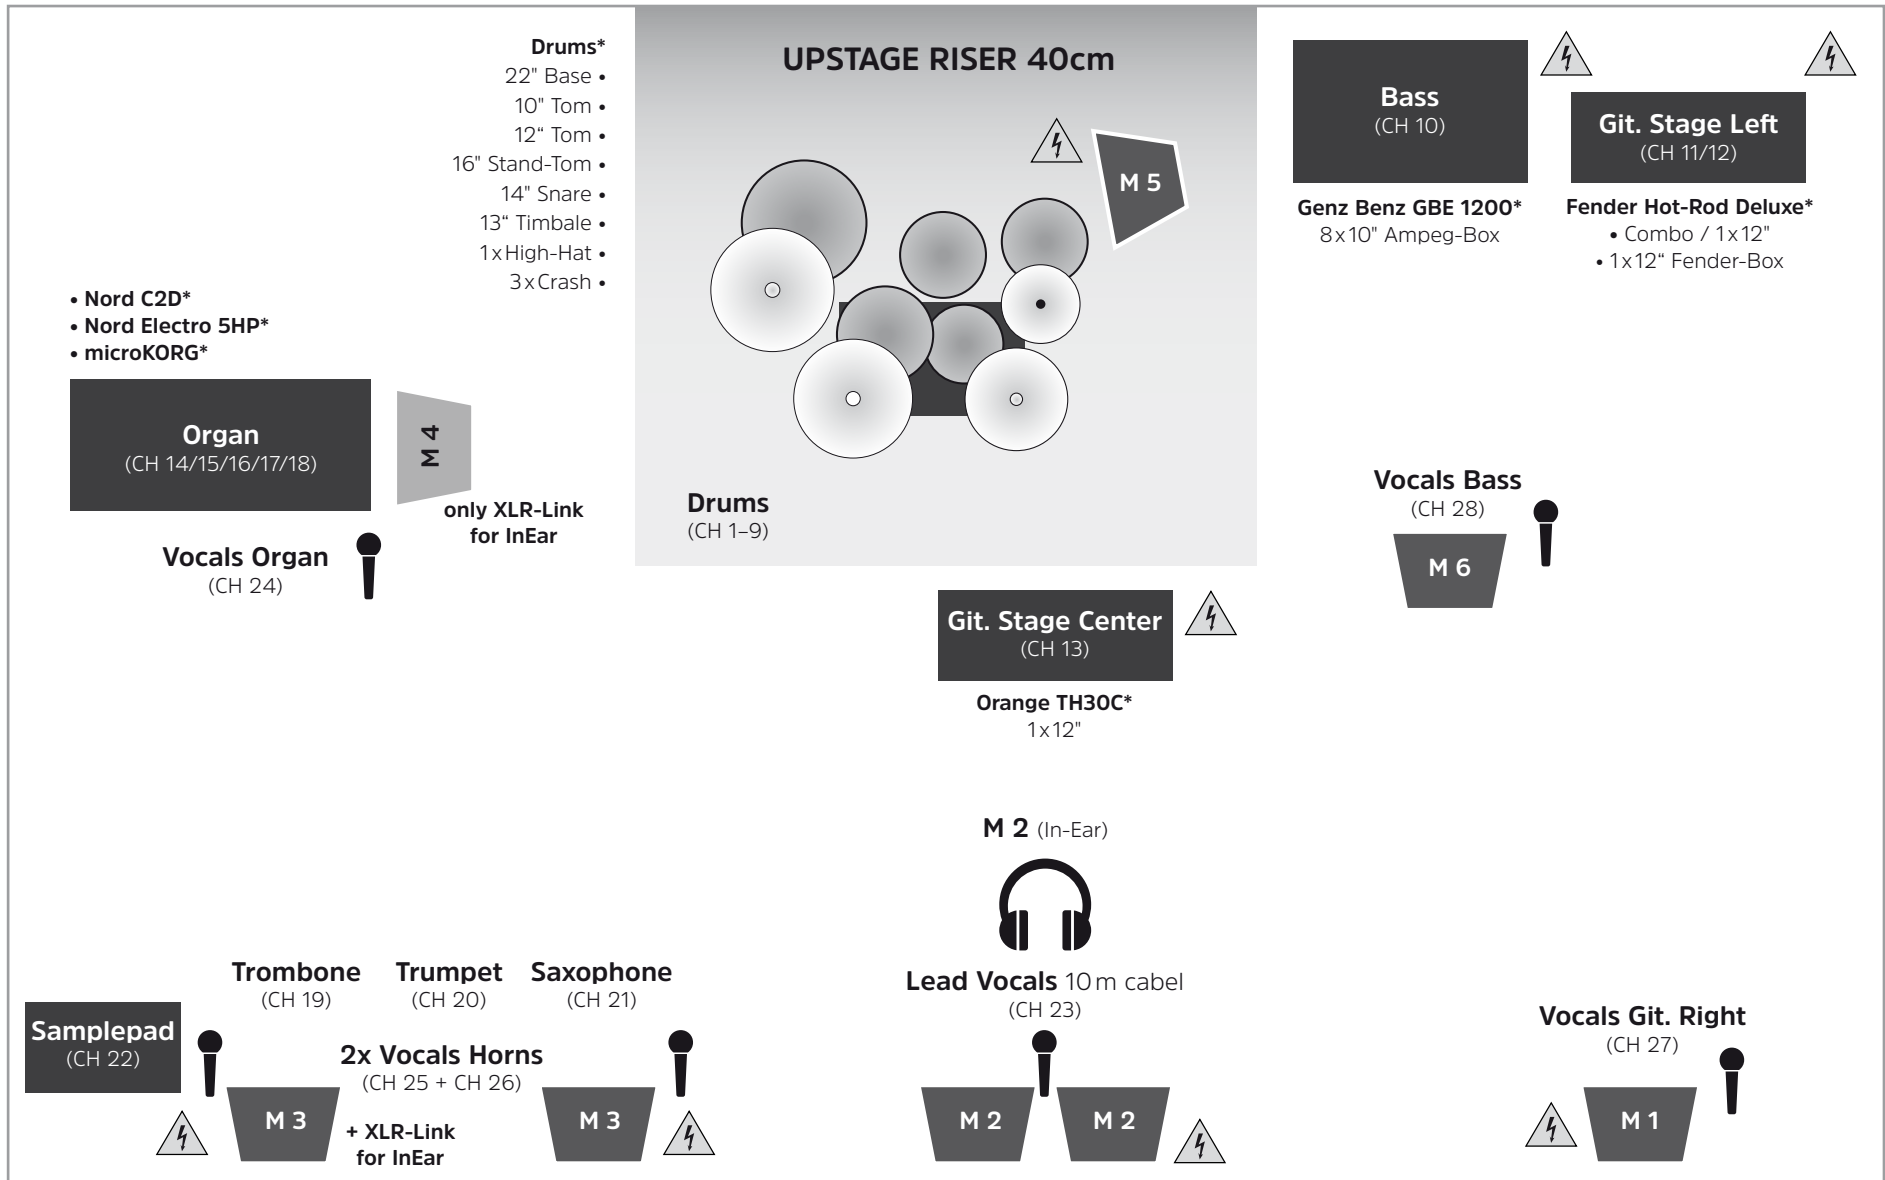 UPSTAGE RISER 40cm
Drums*
22" Base •
10" Tom •
12“ Tom •
16" Stand-Tom •
14" Snare •
13“ Timbale •
1x High-Hat •
3x Crash •
M 5
Drums
(CH 1–9)
Bass
(CH 10)
Genz Benz GBE 1200*
8x10" Ampeg-Box
Git. Stage Left
(CH 11/12)
Fender Hot-Rod Deluxe*
• Combo / 1x12"
• 1x12“ Fender-Box
• Nord C2D*
• Nord Electro 5HP*
• microKORG*
Organ
(CH 14/15/16/17/18)
M 4
only XLR-Link
for InEar
Vocals Organ
(CH 24)
Vocals Bass
(CH 28)
M 6
Git. Stage Center
(CH 13)
Orange TH30C*
1x12"
M 2 (In-Ear)
Lead Vocals 10 m cabel
(CH 23)
M 2
M 2
Trombone
(CH 19)
Trumpet
(CH 20)
Saxophone
(CH 21)
Samplepad
(CH 22)
2x Vocals Horns
(CH 25 + CH 26)
M 3
+ XLR-Link
for InEar
M 3
Vocals Git. Right
(CH 27)
M 1